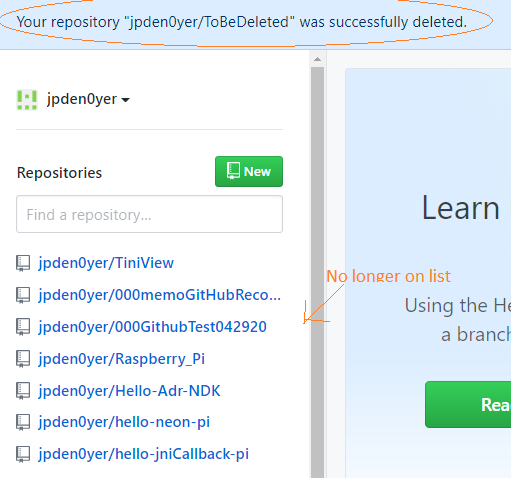 Your repository "jpden0yer/ToBeDeleted" was successfully deleted.
jpden0yer
Repositories
New
Find a repository...
jpden0yer/TiniView
jpden0yer/000memoGitHubReco...
jpden0yer/000GithubTest042920
jpden0yer/Raspberry_Pi
jpden0yer/Hello-Adr-NDK
jpden0yer/hello-neon-pi
jpden0yer/hello-jniCallback-pi
No longer on list
Learn
Using the He
a branch
Rea